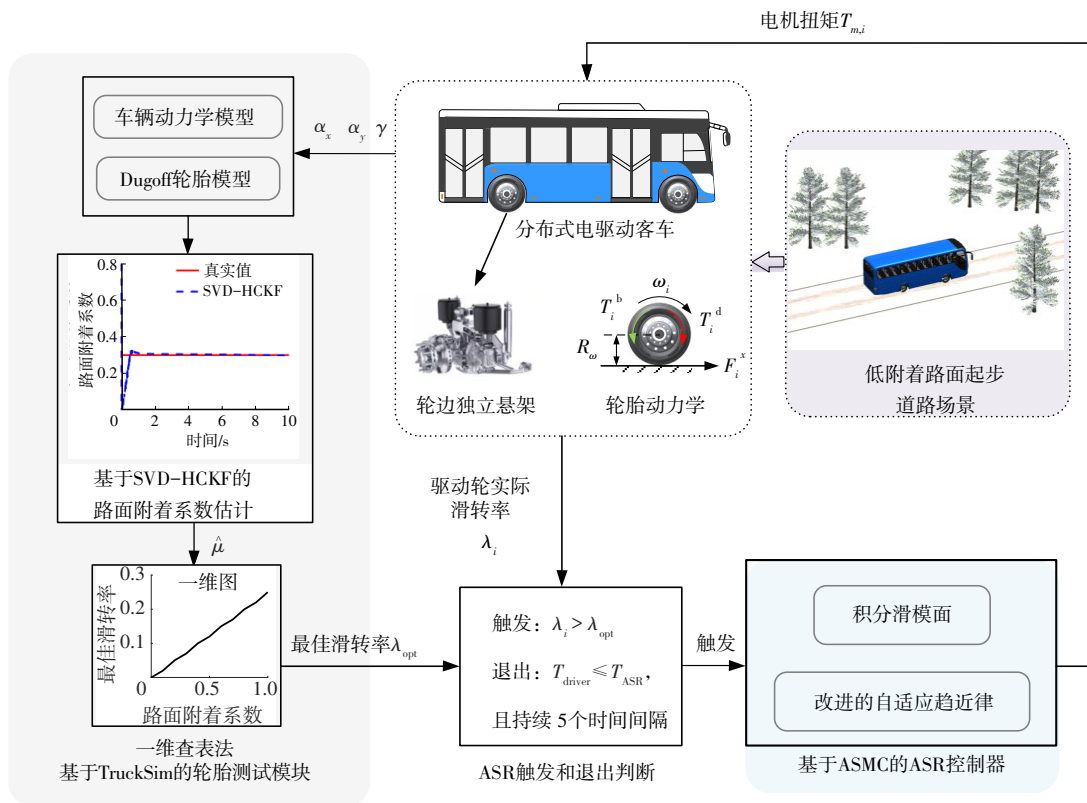 电机扭矩T_{m,i}
车辆动力学模型
Dugoff轮胎模型
α_x α_y γ
分布式电驱动客车
轮边独立悬架
ω_i
T_i^b
T_i^d
R_ω
F_i^x
轮胎动力学
低附着路面起步
道路场景
0.8
0.6
0.4
0.2
0
2
4
6
8
10
路面附着系数
时间/s
真实值
SVD-HCKF
基于SVD-HCKF的
路面附着系数估计
μ̂
0.3
0.2
0.1
0
0.5
1.0
一维图
最佳滑转率
路面附着系数
一维查表法
基于TruckSim的轮胎测试模块
最佳滑转率λ_{opt}
驱动轮实际
滑转率
λ_i
触发：λ_i > λ_{opt}
退出：T_{driver} ≤ T_{ASR}，
且持续 5个时间间隔
ASR触发和退出判断
触发
积分滑模面
改进的自适应趋近律
基于ASMC的ASR控制器